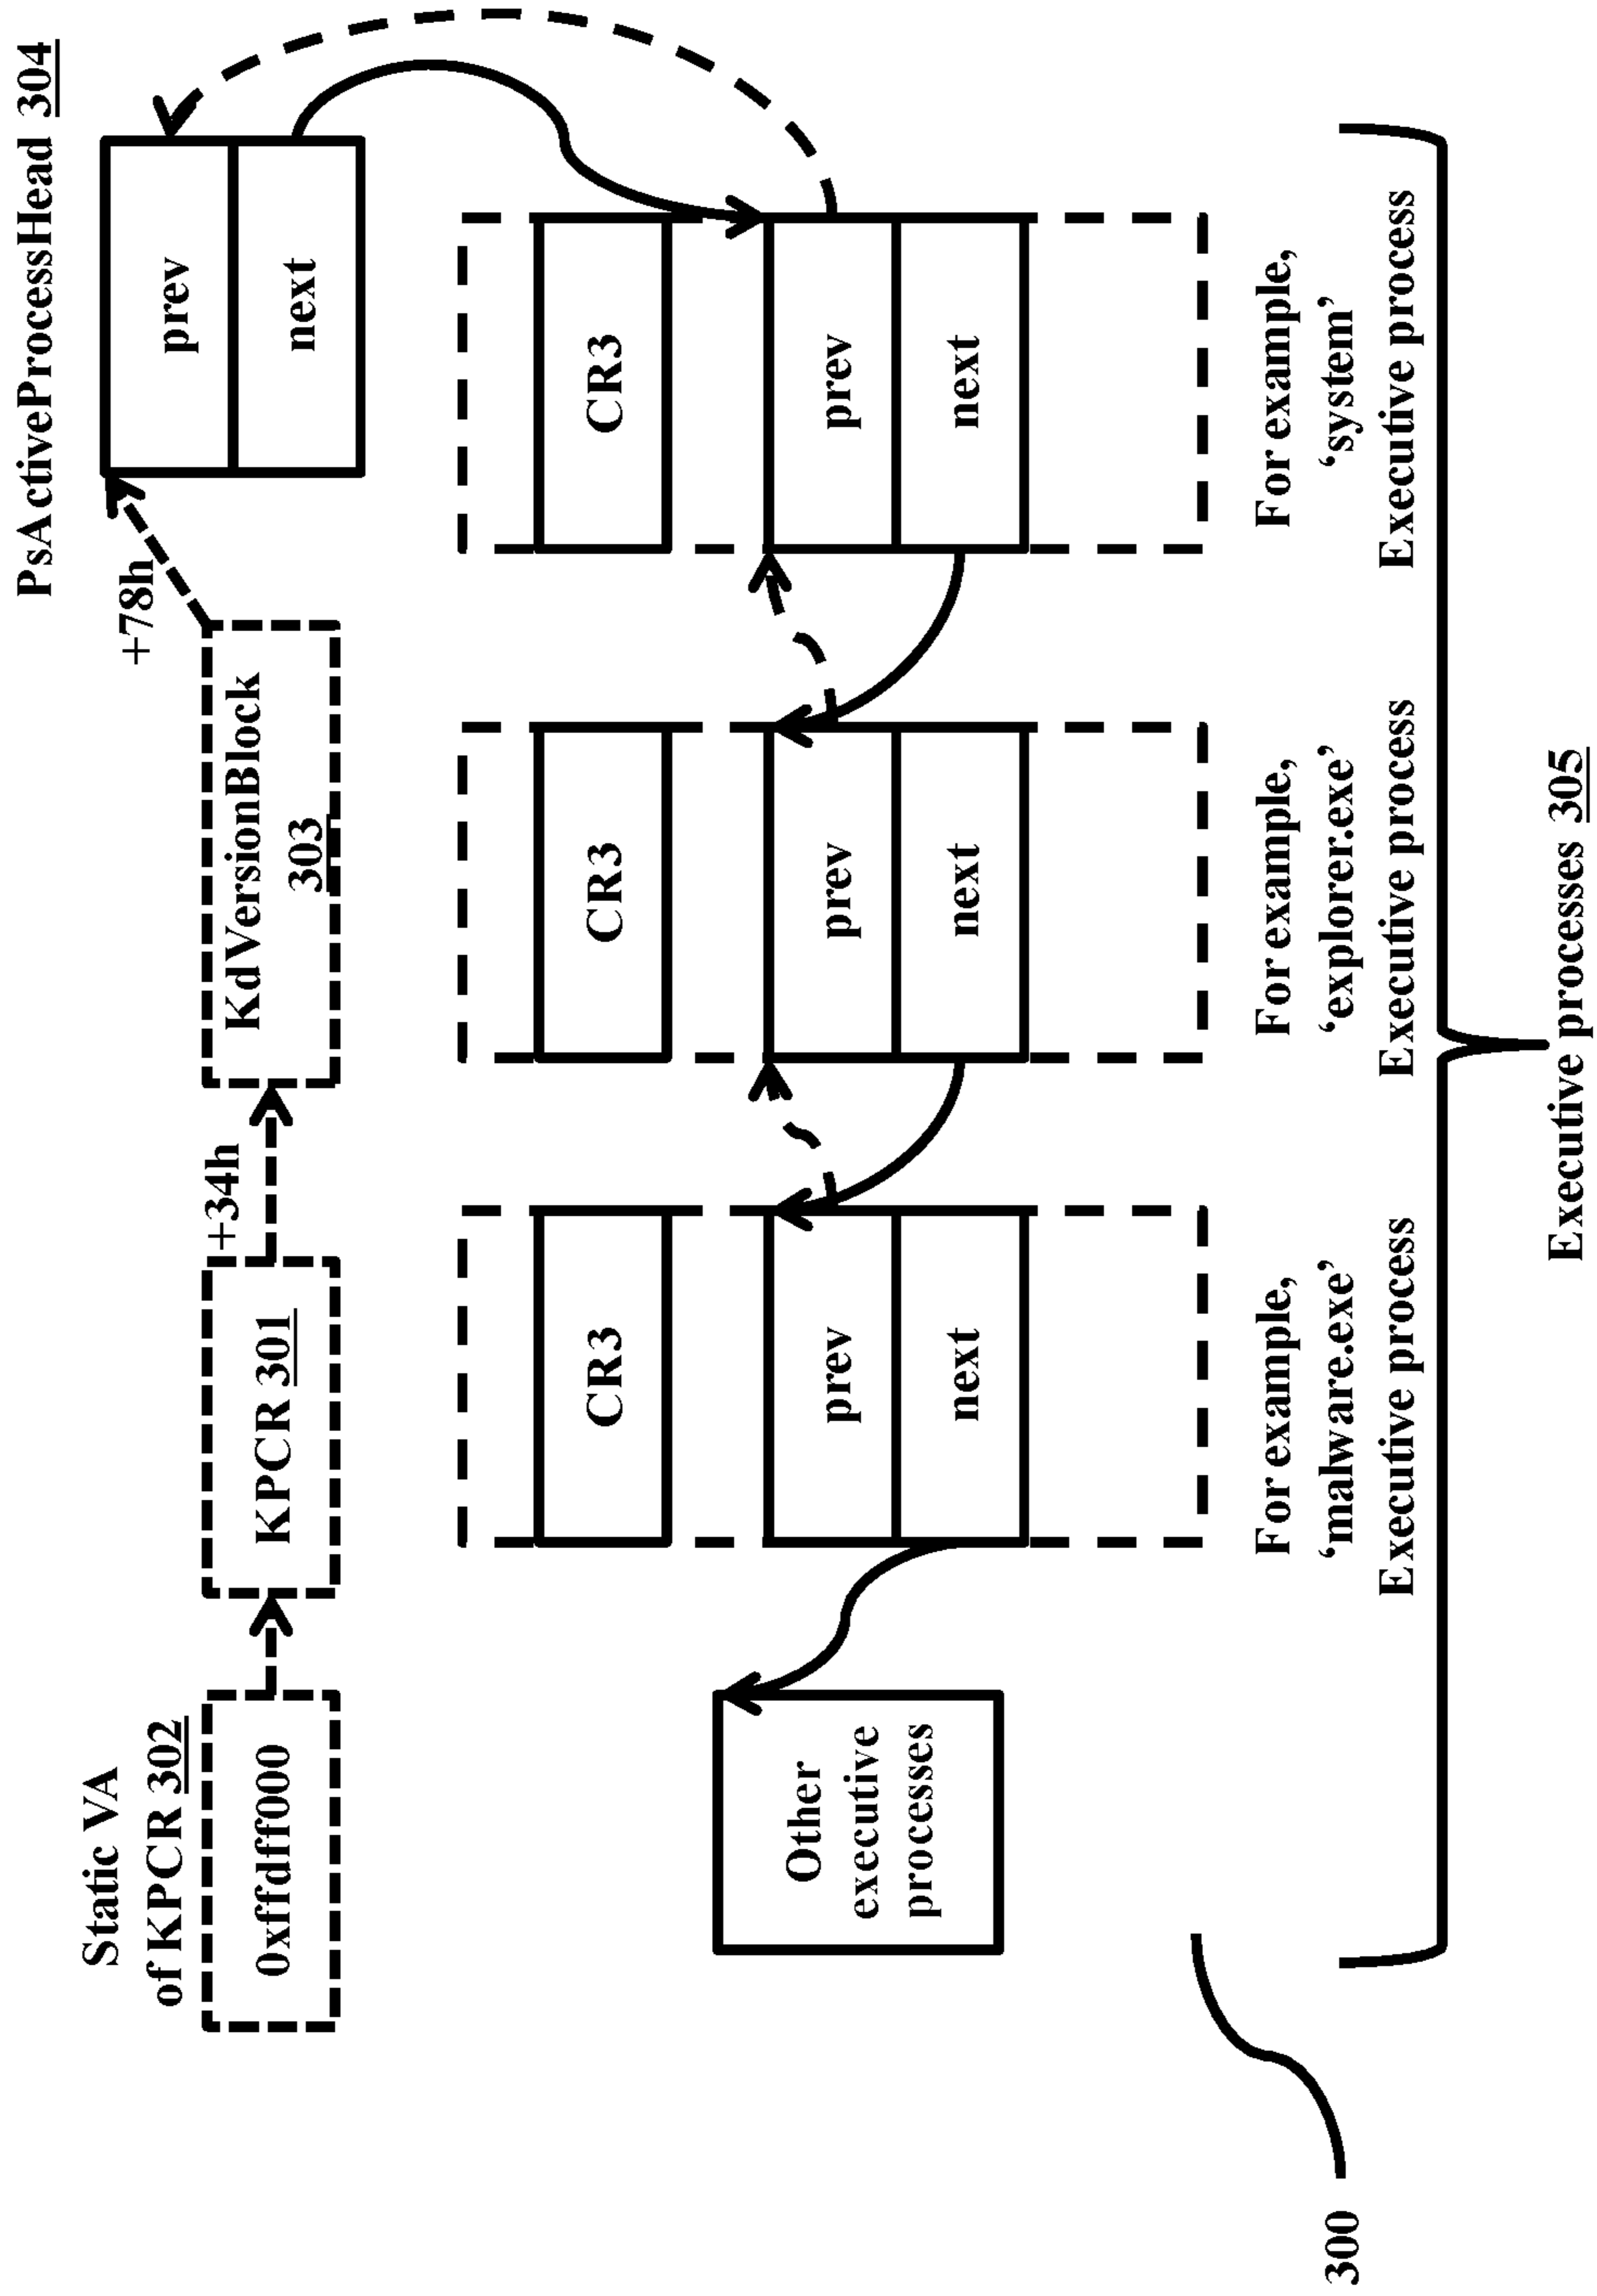 Static VA
of KPCR 302
0xffdff000
KPCR 301
+34h
KdVersionBlock
303
+78h
PsActiveProcessHead 304
prev
next
Other
executive
processes
CR3
prev
next
For example,
‘malware.exe’
Executive process
CR3
prev
next
For example,
‘explorer.exe’
Executive process
CR3
prev
next
For example,
‘system’
Executive process
Executive processes 305
300